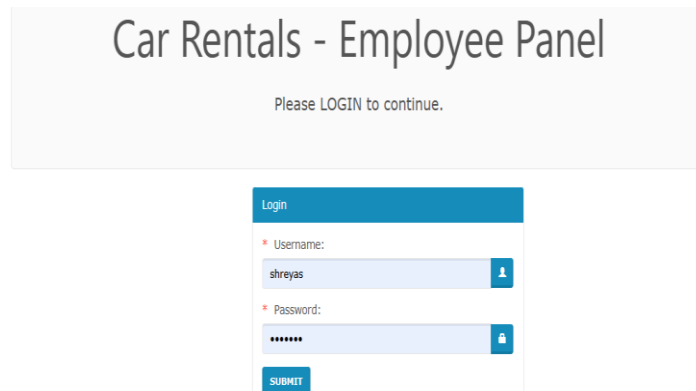 Car Rentals - Employee Panel
Please LOGIN to continue.
Login
* Username:
shreyas
* Password:
•••••••
SUBMIT